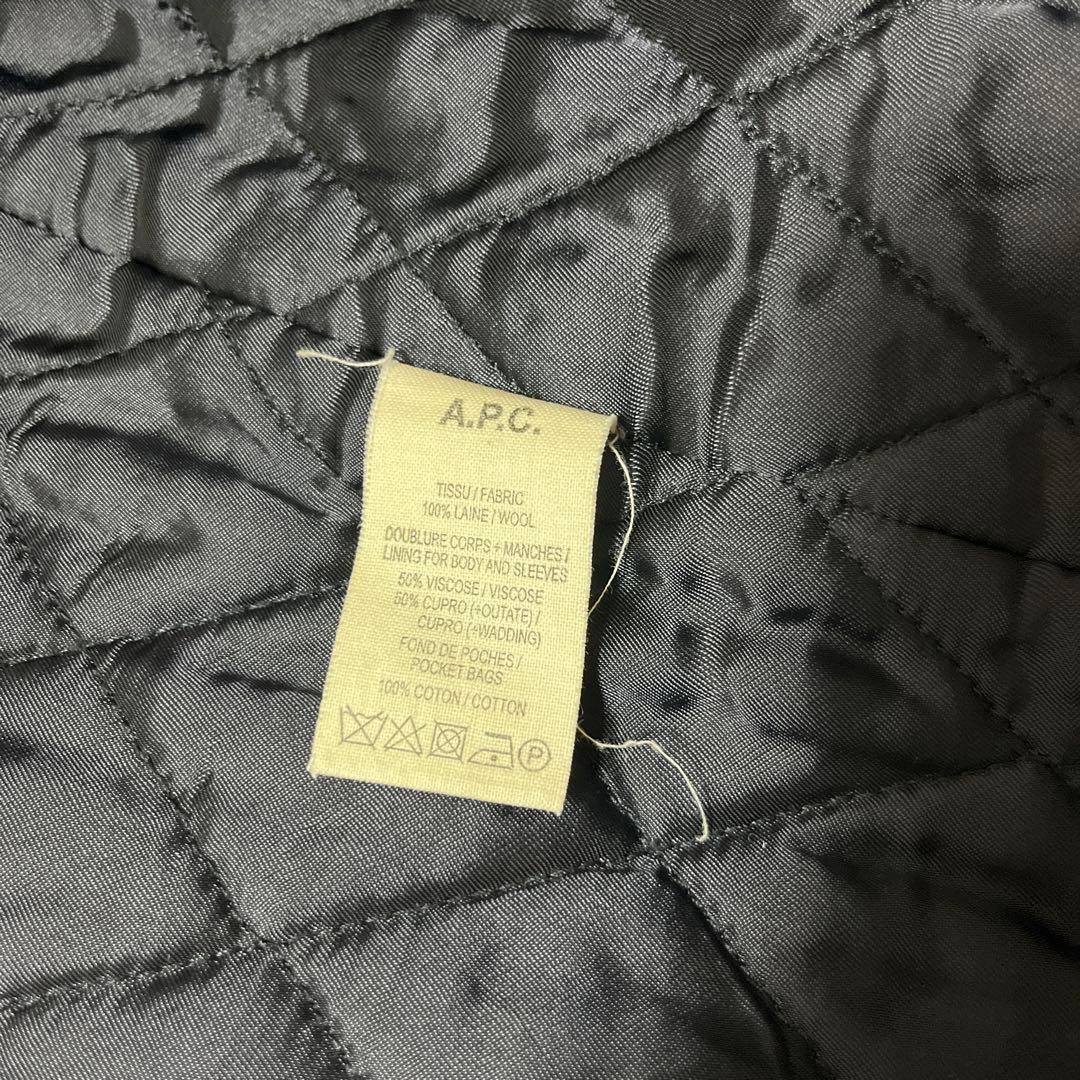 A.P.C.
TISSU / FABRIC
100% LAINE / WOOL
DOUBLURE CORPS + MANCHES /
LINING FOR BODY AND SLEEVES
50% VISCOSE / VISCOSE
50% CUPRO (+OUTATE) /
CUPRO (+WADDING)
FOND DE POCHES /
POCKET BAGS
100% COTON / COTTON
P